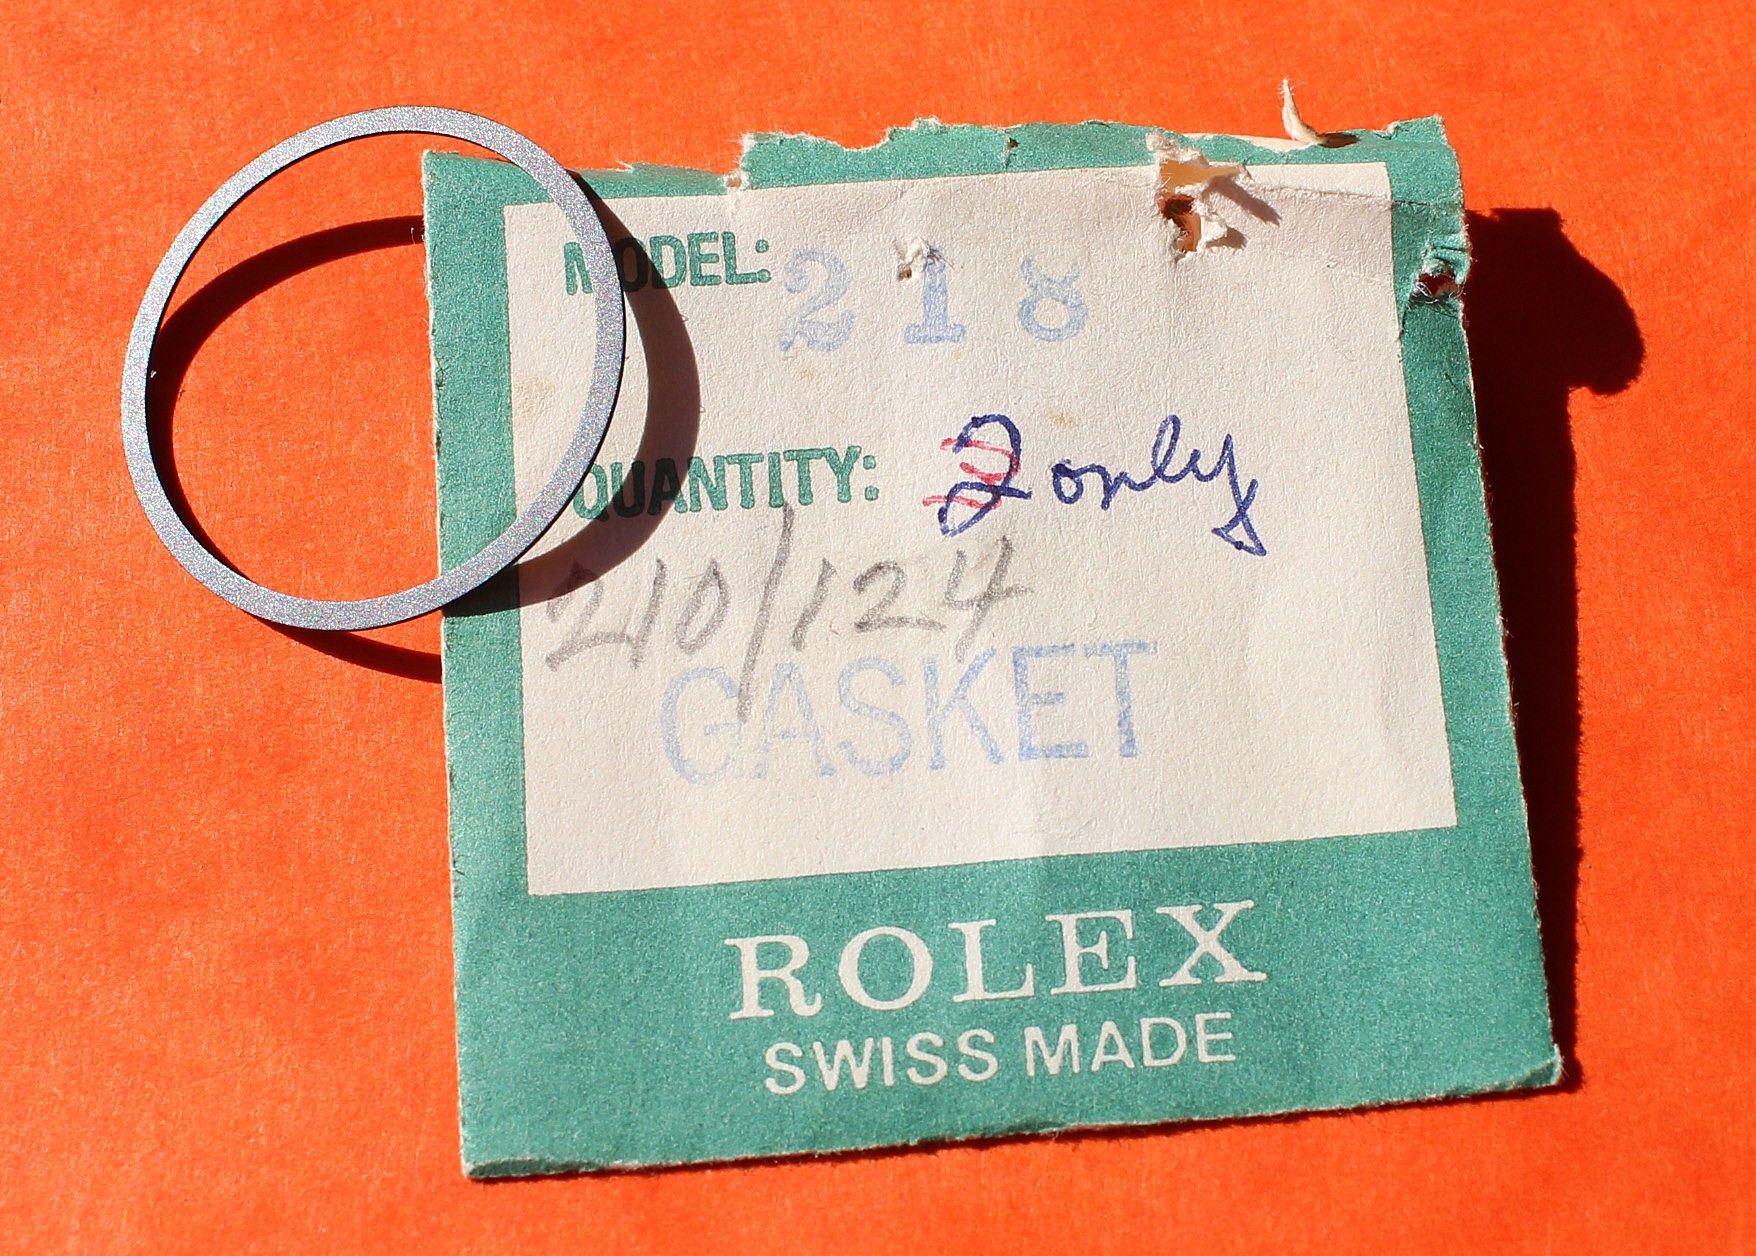 MODEL: 218
QUANTITY: 2 only
210/124
GASKET
ROLEX
SWISS MADE